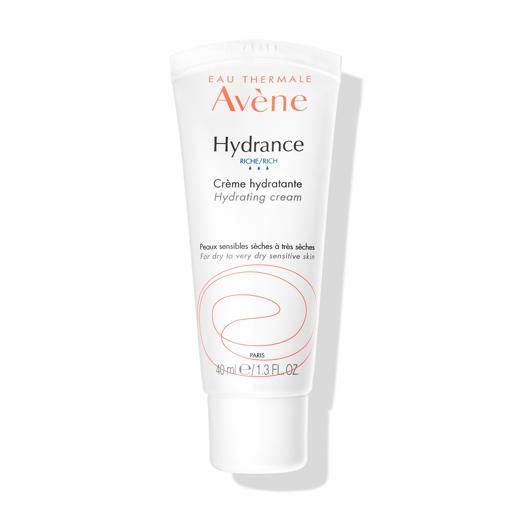 EAU THERMALE
Avène
Hydrance
RICHE/RICH
Crème hydratante
Hydrating cream
Peaux sensibles sèches à très sèches
For dry to very dry sensitive skin
PARIS
40 ml ℮/1.3 FL. OZ